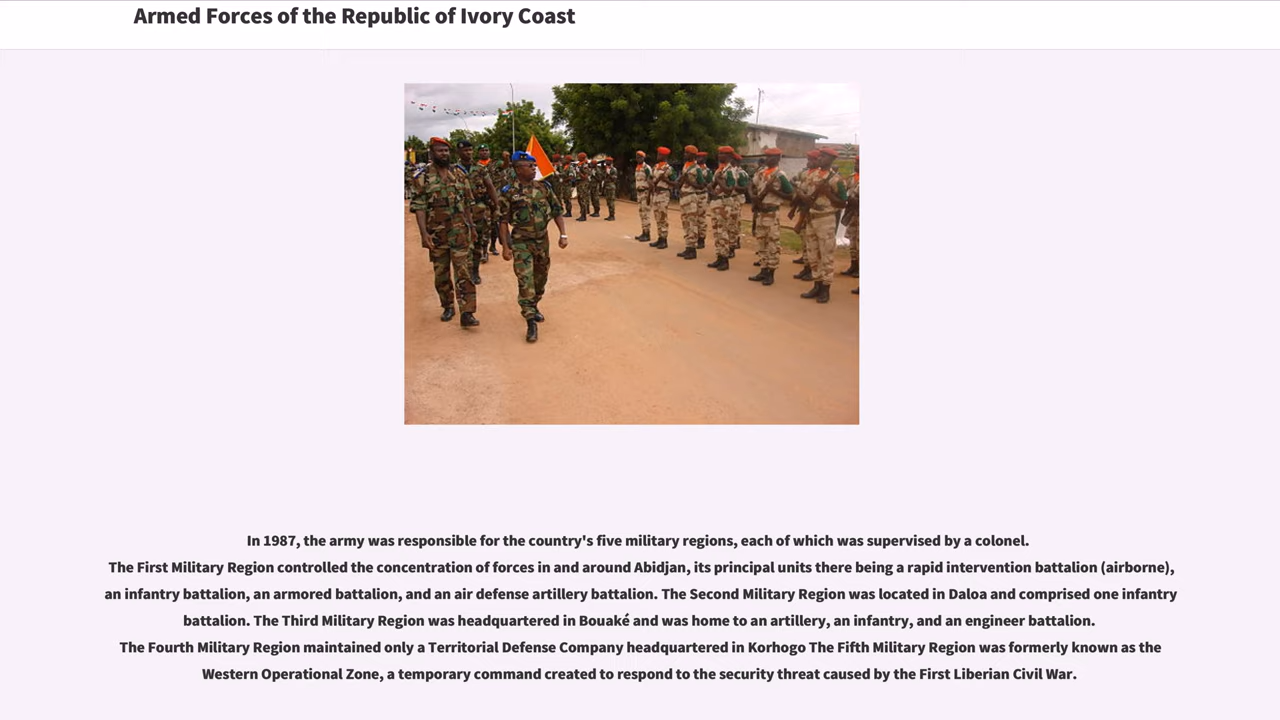 Armed Forces of the Republic of Ivory Coast
In 1987, the army was responsible for the country's five military regions, each of which was supervised by a colonel.
The First Military Region controlled the concentration of forces in and around Abidjan, its principal units there being a rapid intervention battalion (airborne),
an infantry battalion, an armored battalion, and an air defense artillery battalion. The Second Military Region was located in Daloa and comprised one infantry
battalion. The Third Military Region was headquartered in Bouaké and was home to an artillery, an infantry, and an engineer battalion.
The Fourth Military Region maintained only a Territorial Defense Company headquartered in Korhogo The Fifth Military Region was formerly known as the
Western Operational Zone, a temporary command created to respond to the security threat caused by the First Liberian Civil War.